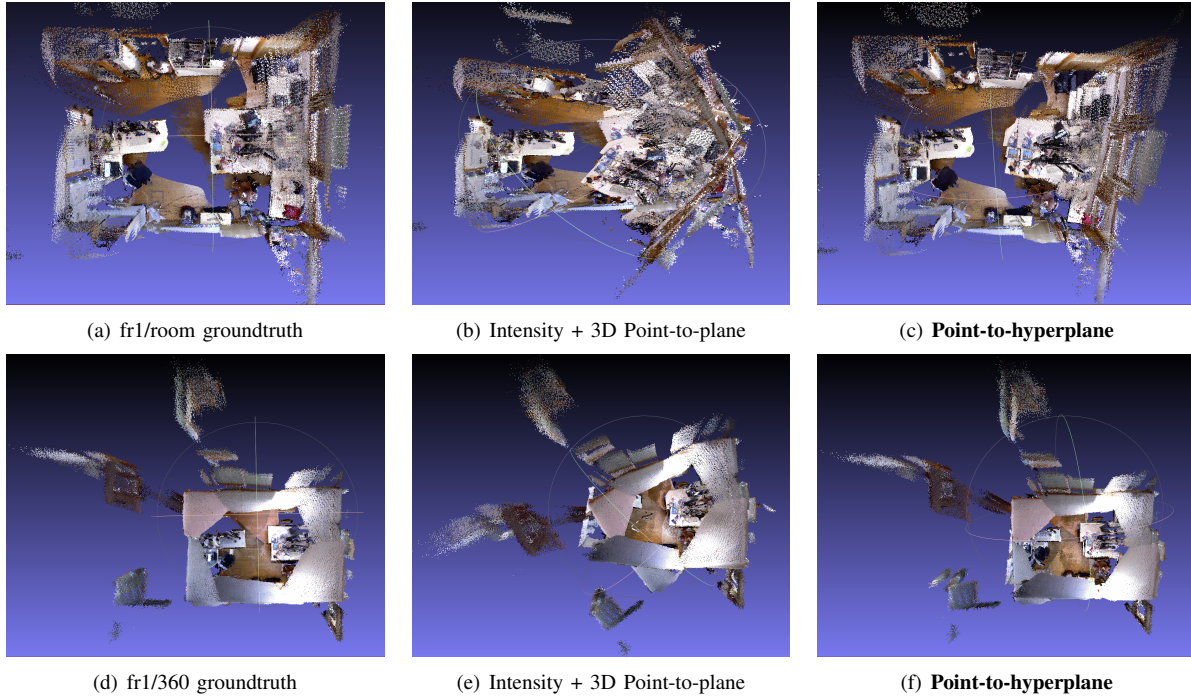 (a) fr1/room groundtruth
(b) Intensity + 3D Point-to-plane
(c) Point-to-hyperplane
(d) fr1/360 groundtruth
(e) Intensity + 3D Point-to-plane
(f) Point-to-hyperplane